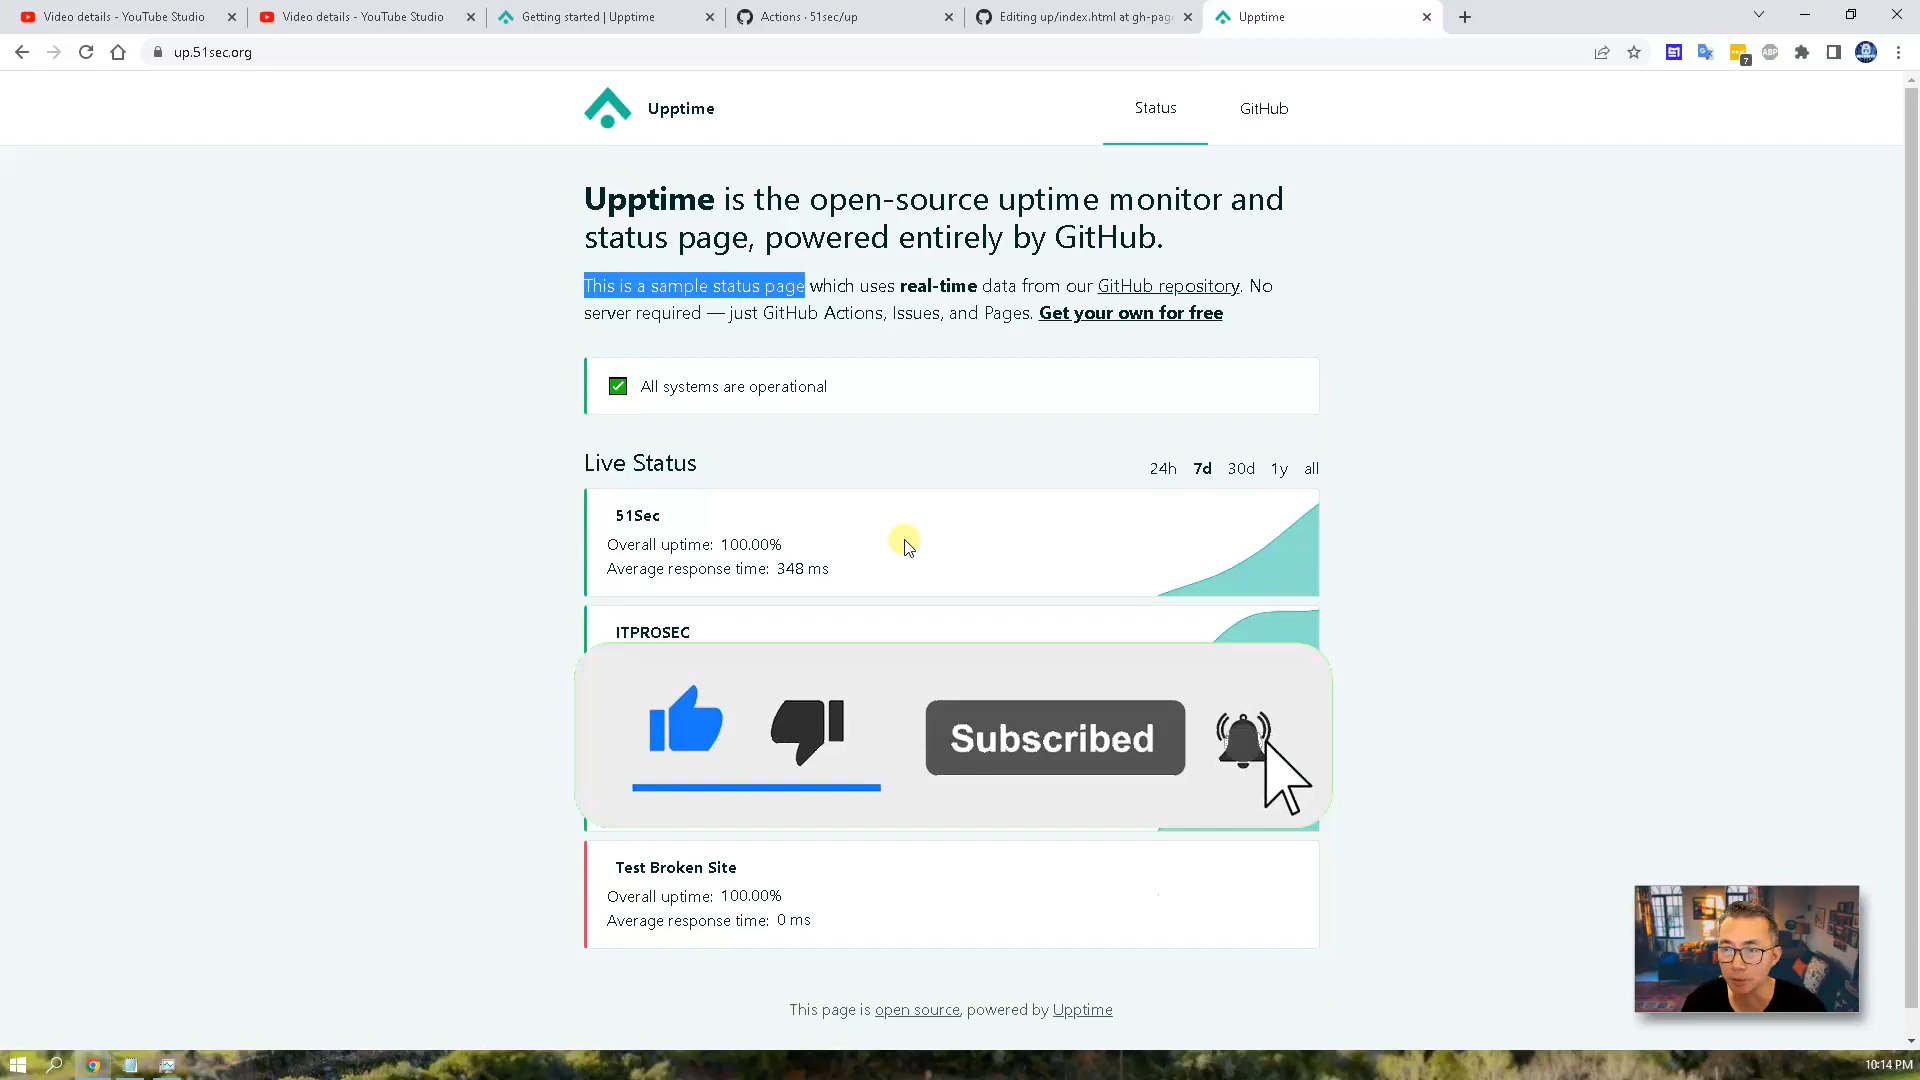 Video details - YouTube Studio
Video details - YouTube Studio
Getting started | Upptime
Actions · 51sec/up
Editing up/index.html at gh-page
Upptime
up.51sec.org
7
ABP
Upptime
Status
GitHub
Upptime is the open-source uptime monitor and
status page, powered entirely by GitHub.
This is a sample status page which uses real-time data from our GitHub repository. No
server required — just GitHub Actions, Issues, and Pages. Get your own for free
All systems are operational
Live Status
24h 7d 30d 1y all
51Sec
Overall uptime: 100.00%
Average response time: 348 ms
ITPROSEC
Subscribed
Test Broken Site
Overall uptime: 100.00%
Average response time: 0 ms
This page is open source, powered by Upptime
10:14 PM